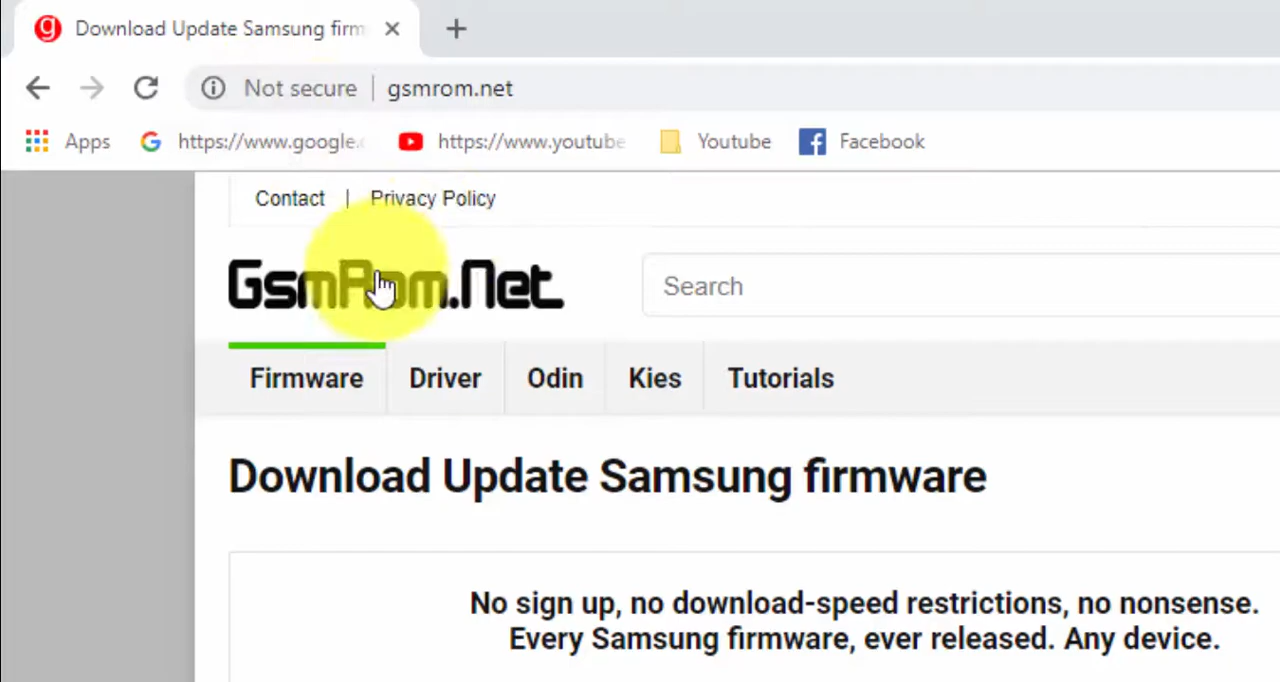 Download Update Samsung firm
Not secure | gsmrom.net
Apps https://www.google. https://www.youtube Youtube Facebook
Contact | Privacy Policy
GsmRom.Net Search
Firmware Driver Odin Kies Tutorials
Download Update Samsung firmware
No sign up, no download-speed restrictions, no nonsense.
Every Samsung firmware, ever released. Any device.